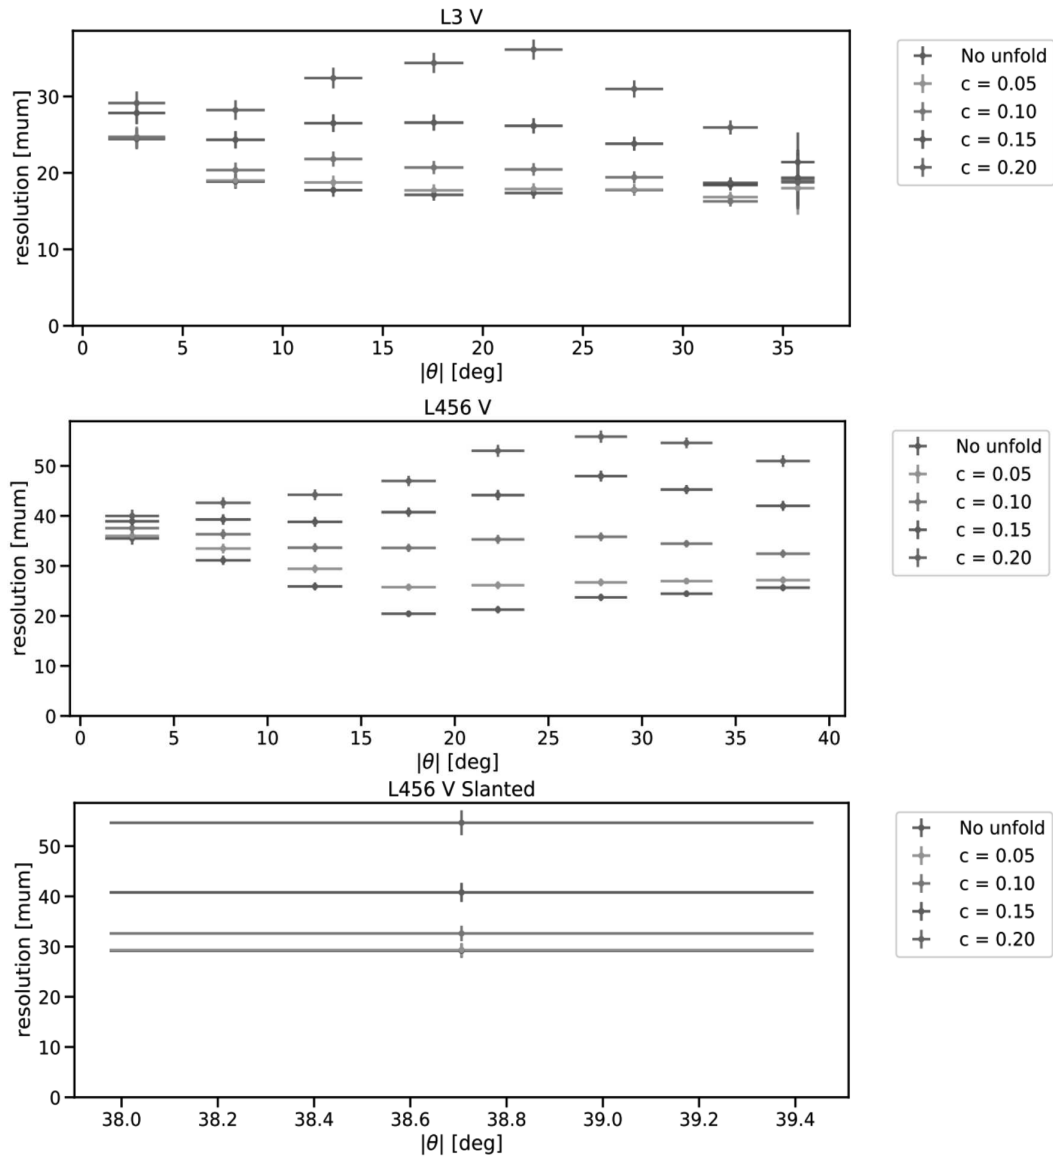 L3 V
resolution [mum]
30
20
10
0
0 5 10 15 20 25 30 35
|θ| [deg]
No unfold
c = 0.05
c = 0.10
c = 0.15
c = 0.20
L456 V
resolution [mum]
50
40
30
20
10
0
0 5 10 15 20 25 30 35 40
|θ| [deg]
No unfold
c = 0.05
c = 0.10
c = 0.15
c = 0.20
L456 V Slanted
resolution [mum]
50
40
30
20
10
0
38.0 38.2 38.4 38.6 38.8 39.0 39.2 39.4
|θ| [deg]
No unfold
c = 0.05
c = 0.10
c = 0.15
c = 0.20